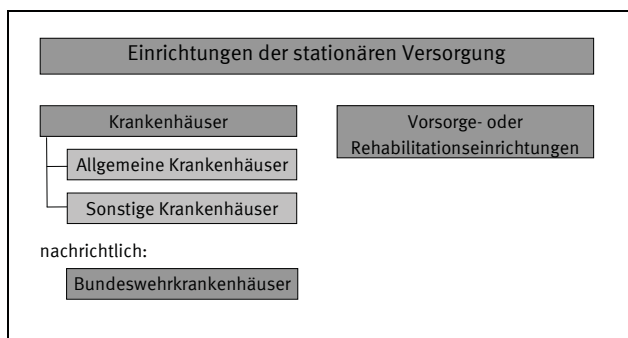 Einrichtungen der stationären Versorgung
Krankenhäuser
Allgemeine Krankenhäuser
Sonstige Krankenhäuser
nachrichtlich:
Bundeswehrkrankenhäuser
Vorsorge- oder
Rehabilitationseinrichtungen